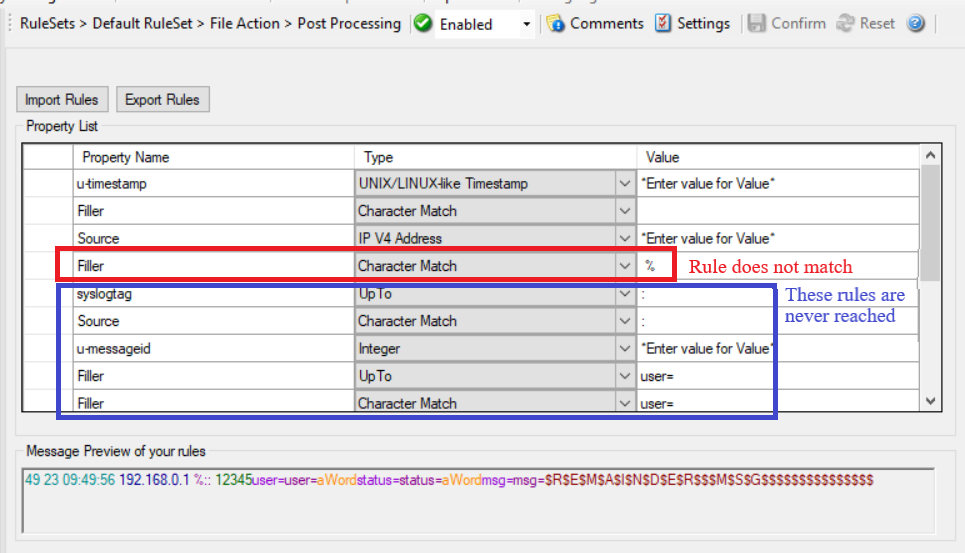 RuleSets > Default RuleSet > File Action > Post Processing Enabled Comments Settings Confirm Reset
Import Rules Export Rules
Property List
Property Name Type Value
u-timestamp UNIX/LINUX-like Timestamp *Enter value for Value*
Filler Character Match
Source IP V4 Address *Enter value for Value*
Filler Character Match % Rule does not match
syslogtag UpTo : These rules are
never reached
Source Character Match :
u-messageid Integer *Enter value for Value*
Filler UpTo user=
Filler Character Match user=
Message Preview of your rules
49 23 09:49:56 192.168.0.1 %:: 12345user=user=aWordstatus=status=aWordmsg=msg=$R$E$M$A$I$N$D$E$R$$$M$S$G$$$$$$$$$$$$$$$